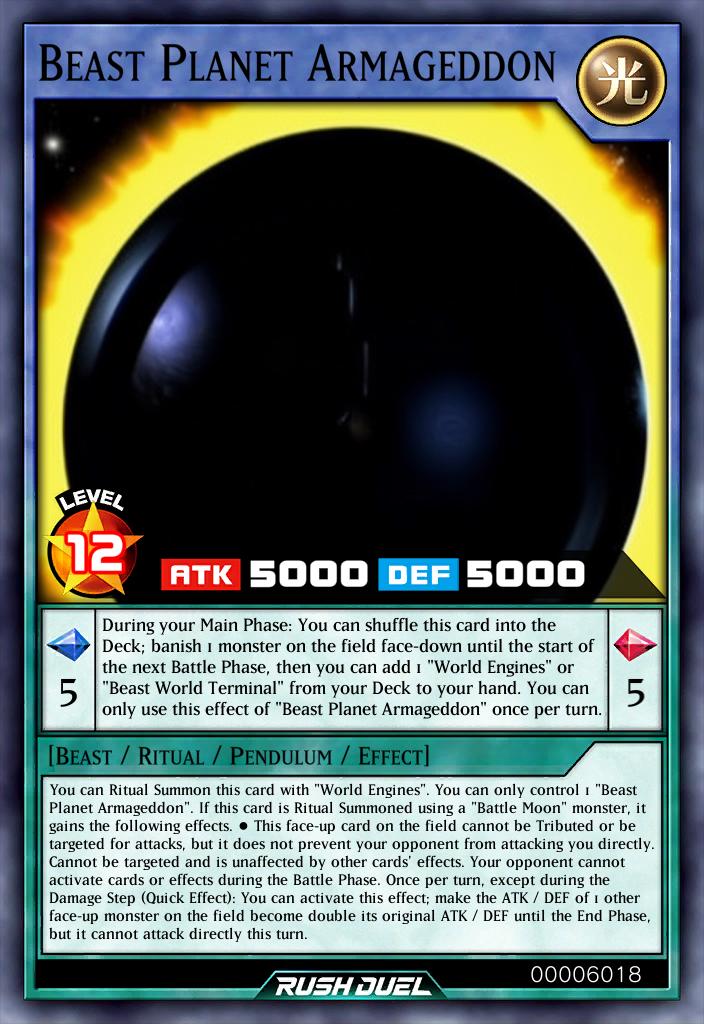 Beast Planet Armageddon
光
LEVEL
12
ATK 5000 DEF 5000
During your Main Phase: You can shuffle this card into the
Deck; banish 1 monster on the field face-down until the start of
the next Battle Phase, then you can add 1 "World Engines" or
"Beast World Terminal" from your Deck to your hand. You can
only use this effect of "Beast Planet Armageddon" once per turn.
5
5
[Beast / Ritual / Pendulum / Effect]
You can Ritual Summon this card with "World Engines". You can only control 1 "Beast
Planet Armageddon". If this card is Ritual Summoned using a "Battle Moon" monster, it
gains the following effects. ● This face-up card on the field cannot be Tributed or be
targeted for attacks, but it does not prevent your opponent from attacking you directly.
Cannot be targeted and is unaffected by other cards' effects. Your opponent cannot
activate cards or effects during the Battle Phase. Once per turn, except during the
Damage Step (Quick Effect): You can activate this effect; make the ATK / DEF of 1 other
face-up monster on the field become double its original ATK / DEF until the End Phase,
but it cannot attack directly this turn.
RUSH DUEL
00006018